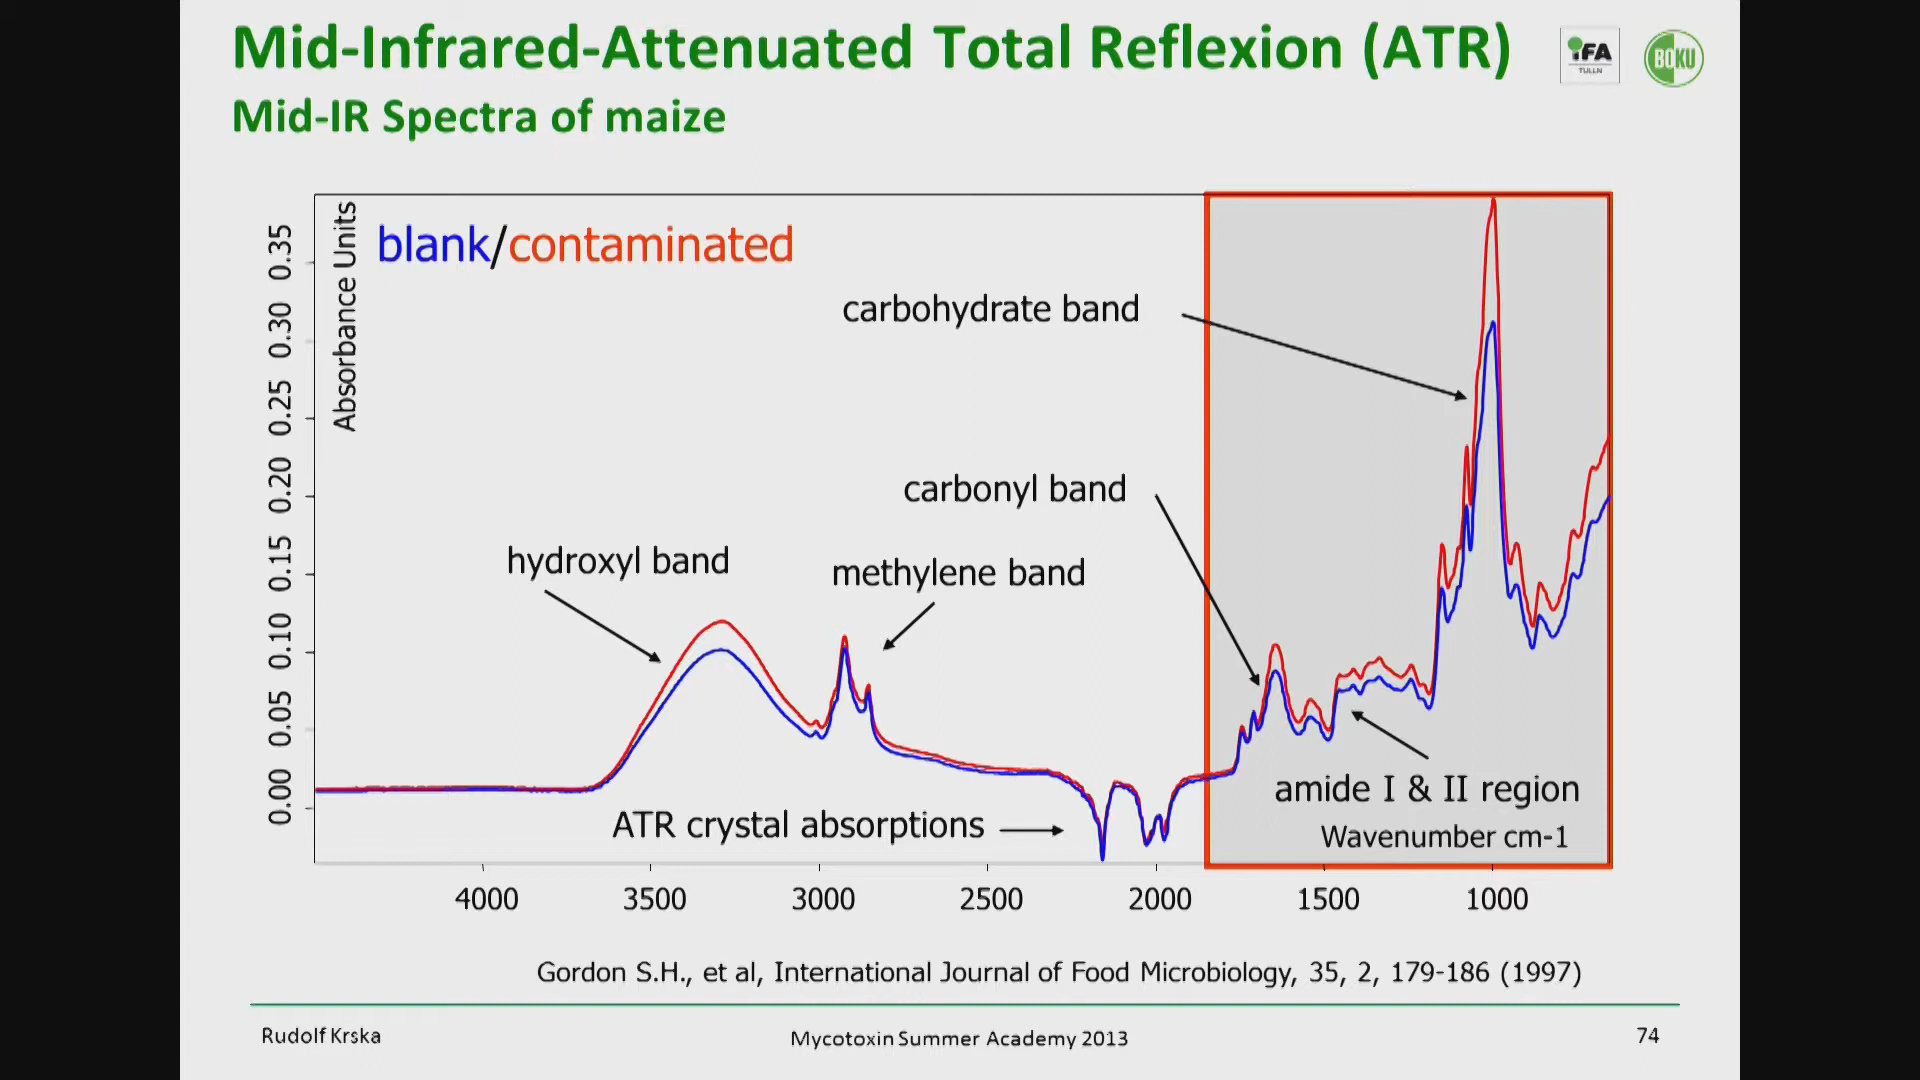 Mid-Infrared-Attenuated Total Reflexion (ATR)
iFA
TULLN
BOKU
Mid-IR Spectra of maize
Absorbance Units
blank/contaminated
0.35
0.30
0.25
0.20
0.15
0.10
0.05
0.00
carbohydrate band
carbonyl band
hydroxyl band
methylene band
amide I & II region
ATR crystal absorptions
Wavenumber cm-1
4000 3500 3000 2500 2000 1500 1000
Gordon S.H., et al, International Journal of Food Microbiology, 35, 2, 179-186 (1997)
Rudolf Krska
Mycotoxin Summer Academy 2013
74